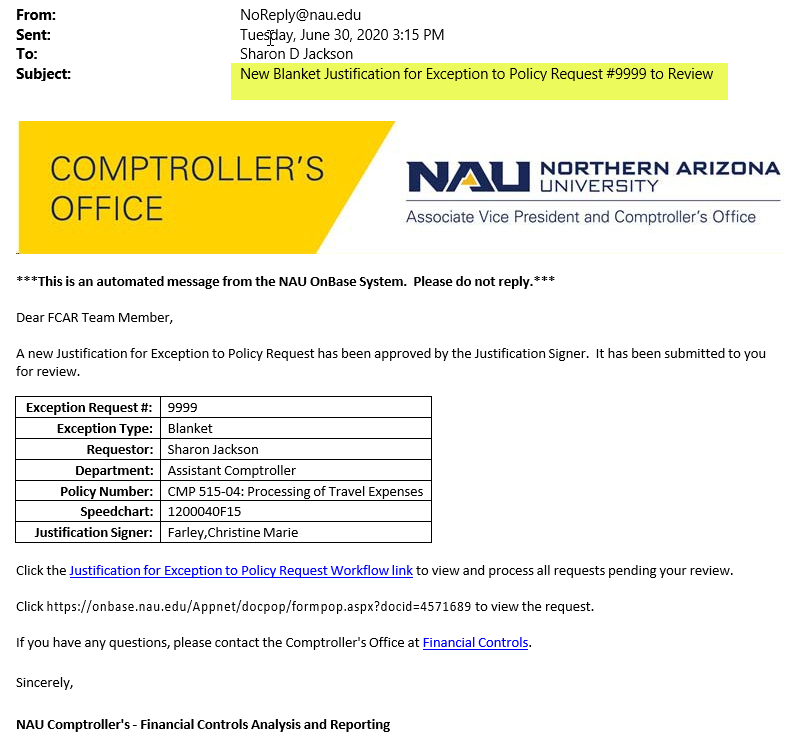 From: NoReply@nau.edu
Sent: Tuesday, June 30, 2020 3:15 PM
To: Sharon D Jackson
Subject: New Blanket Justification for Exception to Policy Request #9999 to Review
COMPTROLLER'S
OFFICE
NAU NORTHERN ARIZONA
UNIVERSITY
Associate Vice President and Comptroller's Office
***This is an automated message from the NAU OnBase System.  Please do not reply.***
Dear FCAR Team Member,
A new Justification for Exception to Policy Request has been approved by the Justification Signer.  It has been submitted to you
for review.
Exception Request #: 9999
Exception Type: Blanket
Requestor: Sharon Jackson
Department: Assistant Comptroller
Policy Number: CMP 515-04: Processing of Travel Expenses
Speedchart: 1200040F15
Justification Signer: Farley,Christine Marie
Click the Justification for Exception to Policy Request Workflow link to view and process all requests pending your review.
Click https://onbase.nau.edu/Appnet/docpop/formpop.aspx?docid=4571689 to view the request.
If you have any questions, please contact the Comptroller's Office at Financial Controls.
Sincerely,
NAU Comptroller's - Financial Controls Analysis and Reporting